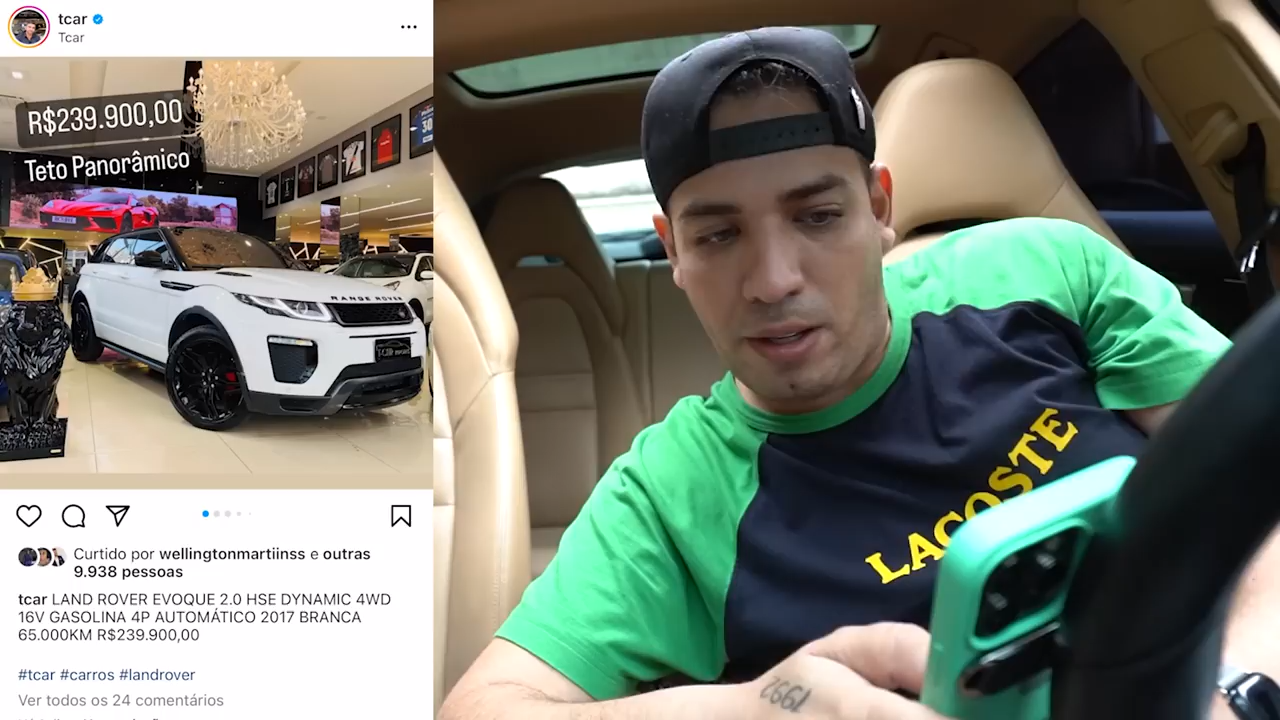 tcar
Tcar
R$239.900,00
Teto Panorâmico
RANGE ROVER
30
Curtido por wellingtonmartiinss e outras
9.938 pessoas
tcar LAND ROVER EVOQUE 2.0 HSE DYNAMIC 4WD
16V GASOLINA 4P AUTOMÁTICO 2017 BRANCA
65.000KM R$239.900,00
#tcar #carros #landrover
Ver todos os 24 comentários
LACOSTE
1992